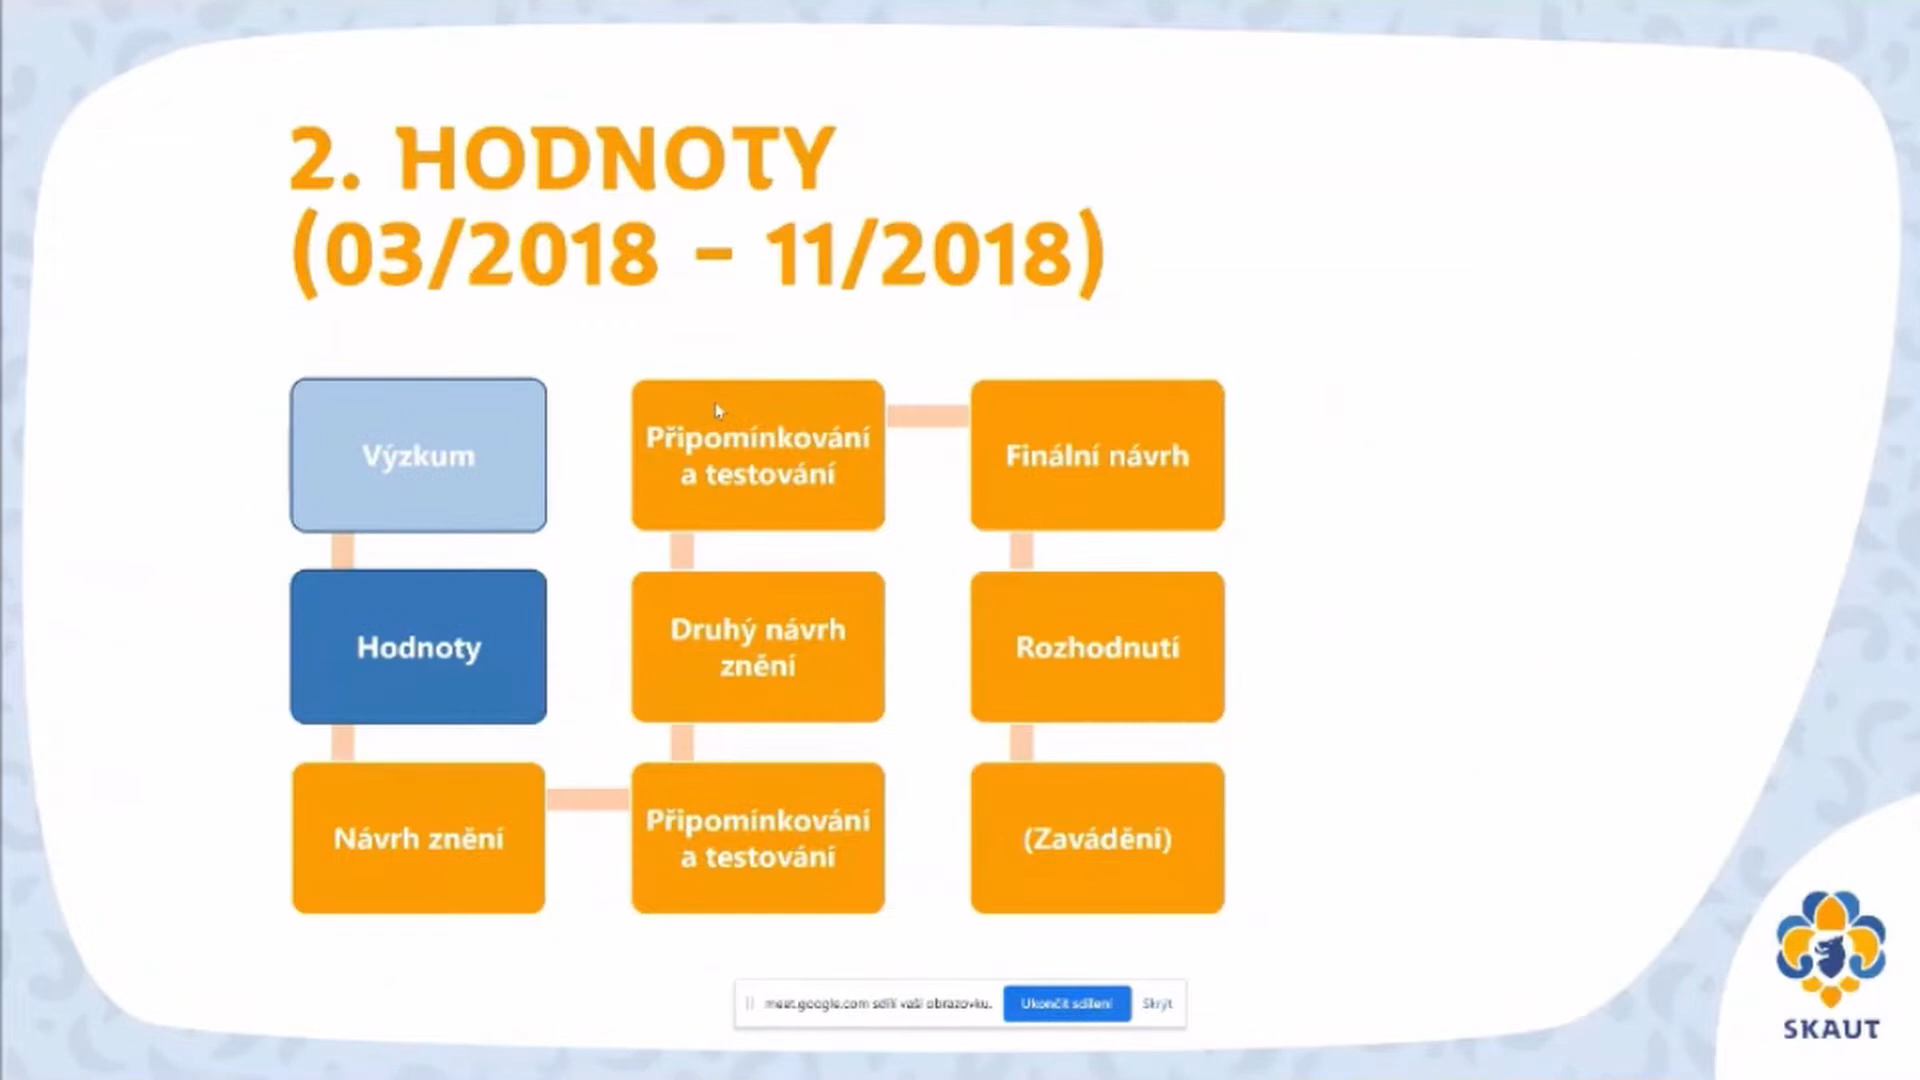 2. HODNOTY
(03/2018 – 11/2018)
Výzkum
Hodnoty
Návrh znění
Připomínkování
a testování
Druhý návrh
znění
Připomínkování
a testování
Finální návrh
Rozhodnutí
(Zavádění)
meet.google.com sdílí vaši obrazovku.
Ukončit sdílení
Skrýt
SKAUT